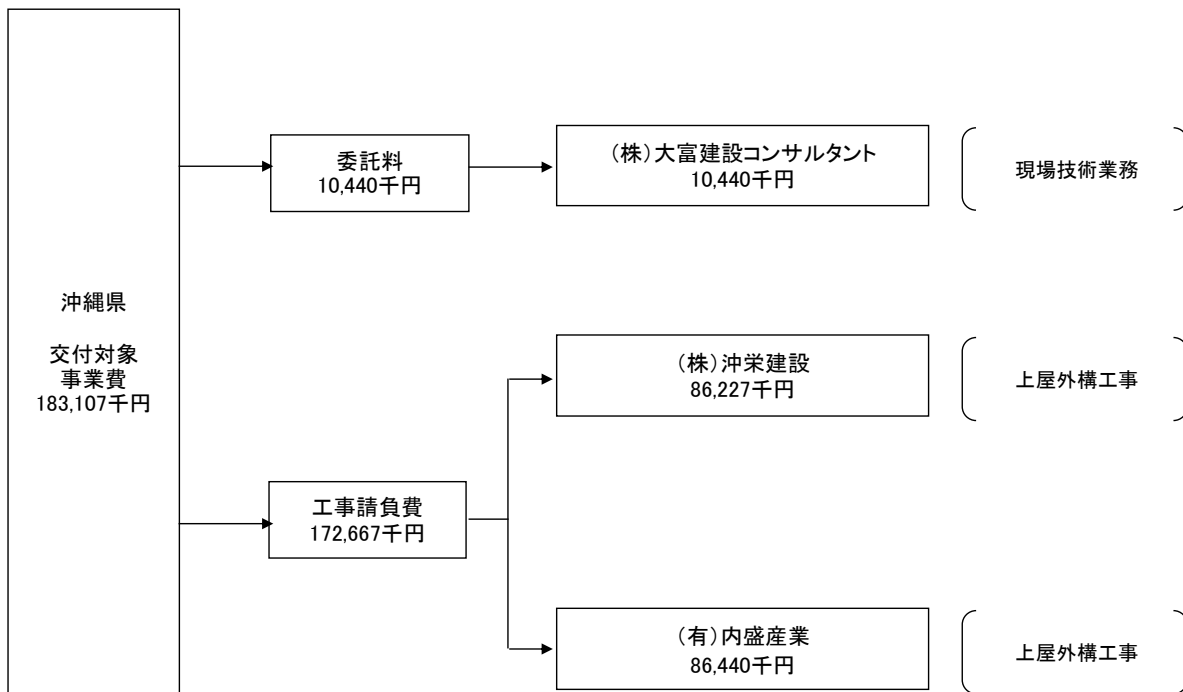 沖縄県
交付対象
事業費
183,107千円
委託料
10,440千円
（株）大富建設コンサルタント
10,440千円
現場技術業務
工事請負費
172,667千円
（株）沖栄建設
86,227千円
上屋外構工事
（有）内盛産業
86,440千円
上屋外構工事